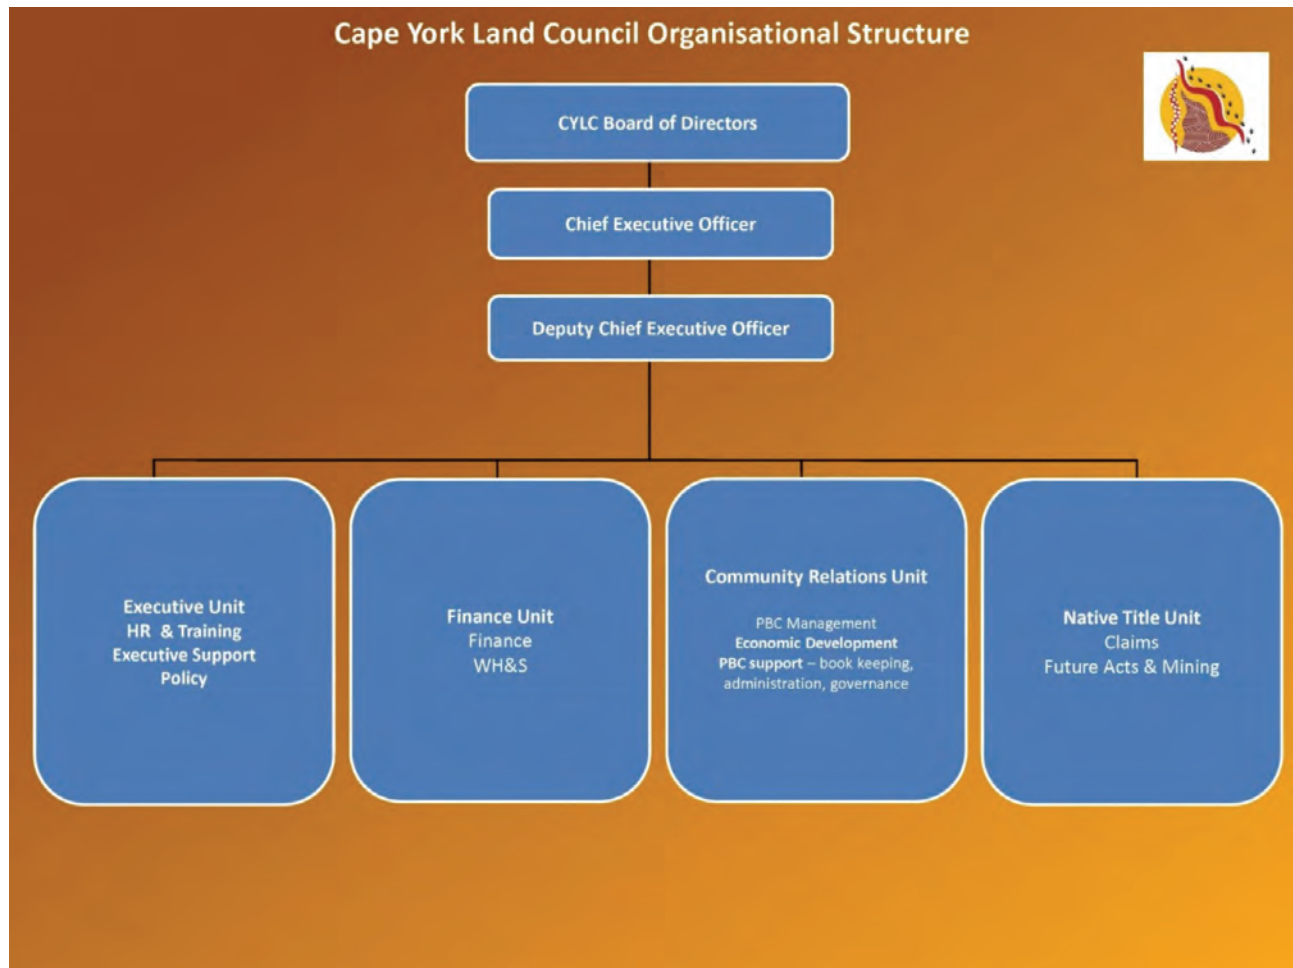 Cape York Land Council Organisational Structure
CYLC Board of Directors
Chief Executive Officer
Deputy Chief Executive Officer
Executive Unit
HR & Training
Executive Support
Policy
Finance Unit
Finance
WH&S
Community Relations Unit
PBC Management
Economic Development
PBC support – book keeping,
administration, governance
Native Title Unit
Claims
Future Acts & Mining